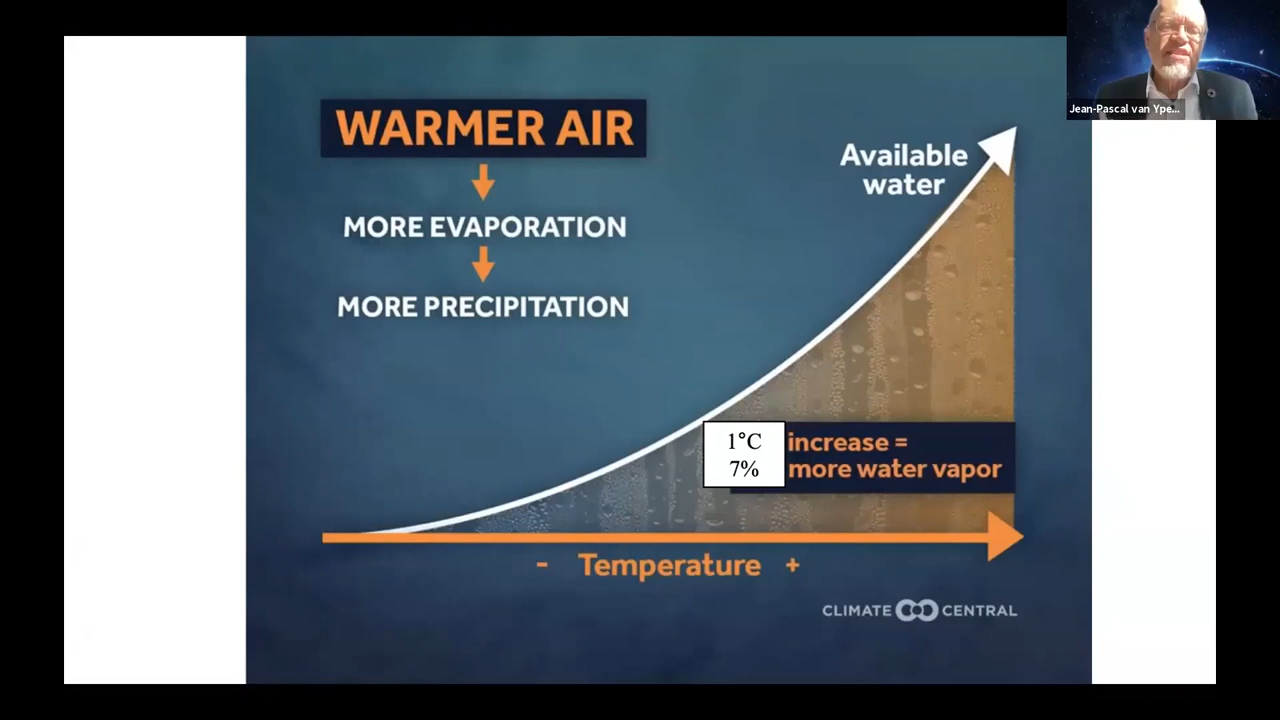 Jean-Pascal van Ype...
WARMER AIR
MORE EVAPORATION
MORE PRECIPITATION
Available
water
1°C
increase =
7%
more water vapor
- Temperature +
CLIMATE CENTRAL